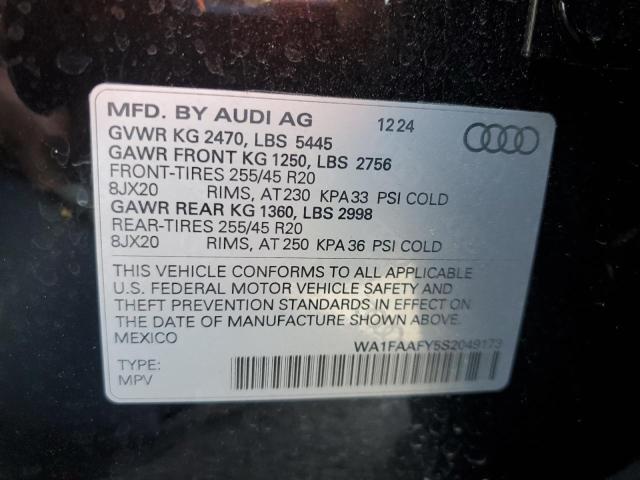 MFD. BY AUDI AG 1224
GVWR KG 2470, LBS 5445
GAWR FRONT KG 1250, LBS 2756
FRONT-TIRES 255/45 R20
8JX20 RIMS, AT 230 KPA 33 PSI COLD
GAWR REAR KG 1360, LBS 2998
REAR-TIRES 255/45 R20
8JX20 RIMS, AT 250 KPA 36 PSI COLD
THIS VEHICLE CONFORMS TO ALL APPLICABLE
U.S. FEDERAL MOTOR VEHICLE SAFETY AND
THEFT PREVENTION STANDARDS IN EFFECT ON
THE DATE OF MANUFACTURE SHOWN ABOVE.
MEXICO
WA1FAAFY5S2049173
TYPE:
MPV